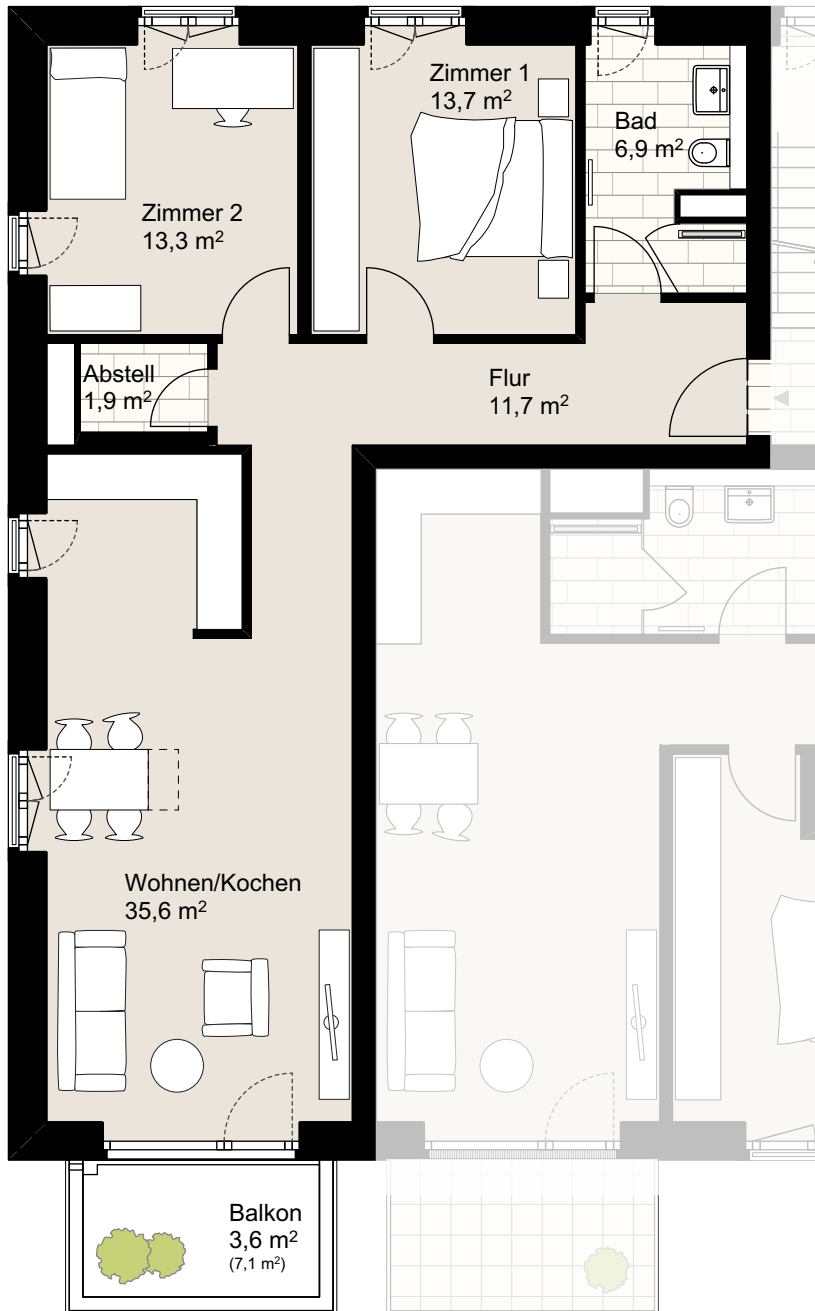 Zimmer 1
13,7 m²
Bad
6,9 m²
Zimmer 2
13,3 m²
Abstell
1,9 m²
Flur
11,7 m²
Wohnen/Kochen
35,6 m²
Balkon
3,6 m²
(7,1 m²)